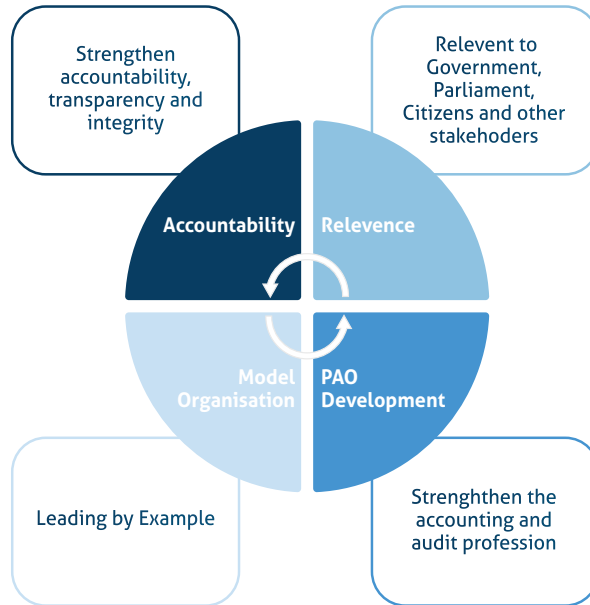 Strengthen
accountability,
transparency and
integrity
Relevent to
Government,
Parliament,
Citizens and other
stakehoders
Accountability
Relevence
Model
Organisation
PAO
Development
Leading by Example
Strenghthen the
accounting and
audit profession